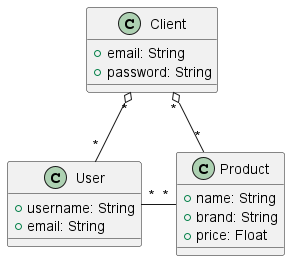 C Client
email: String
password: String
* *
* *
C User
username: String
email: String
* *
C Product
name: String
brand: String
price: Float